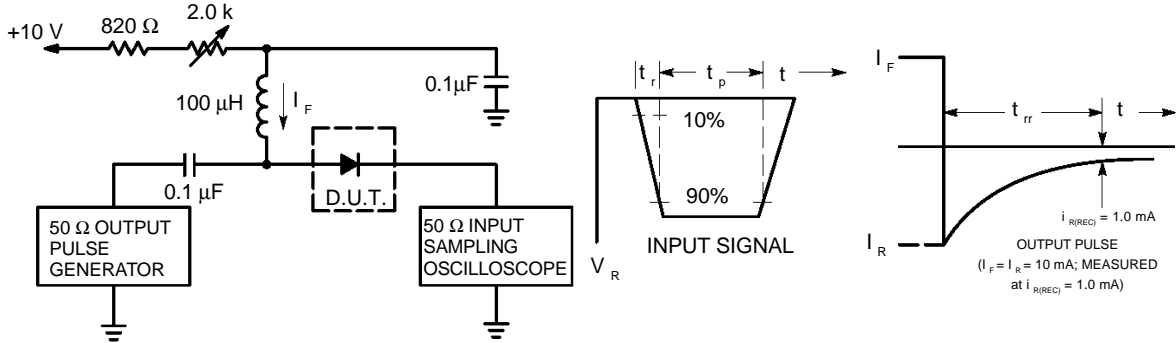 +10 V
820 Ω
2.0 k
0.1μF
100 μH
I F
0.1 μF
D.U.T.
50 Ω OUTPUT
PULSE
GENERATOR
50 Ω INPUT
SAMPLING
OSCILLOSCOPE
t r
t p
t
10%
90%
V R
INPUT SIGNAL
I F
t rr
t
I R
i R(REC) = 1.0 mA
OUTPUT PULSE
(I F = I R = 10 mA; MEASURED
at i R(REC) = 1.0 mA)